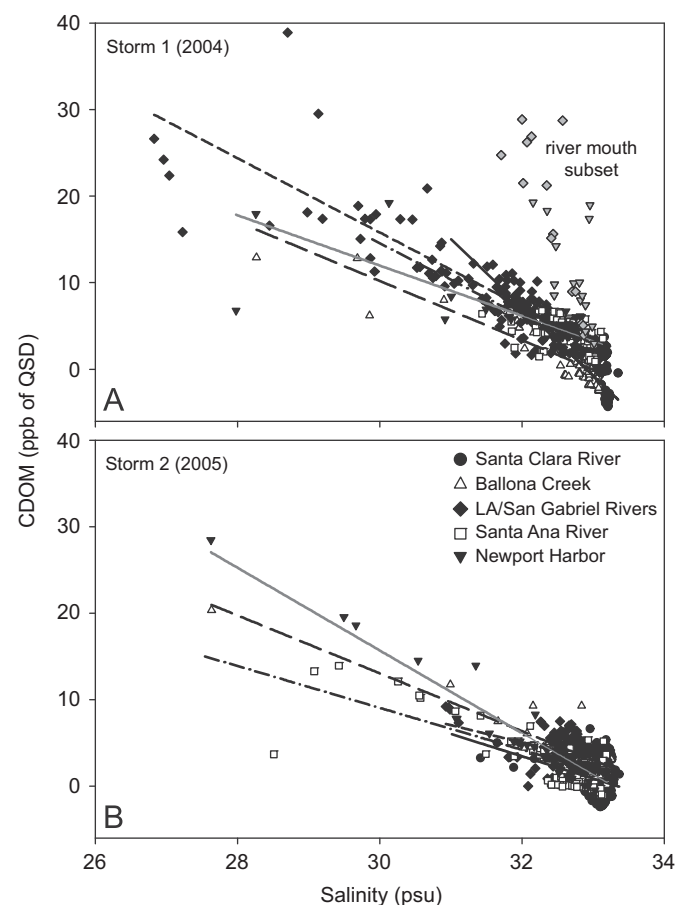 40
Storm 1 (2004)
30
river mouth
subset
20
10
0
A
CDOM (ppb of QSD)
40
Storm 2 (2005)
Santa Clara River
Ballona Creek
LA/San Gabriel Rivers
Santa Ana River
Newport Harbor
30
20
10
0
B
26 28 30 32 34
Salinity (psu)